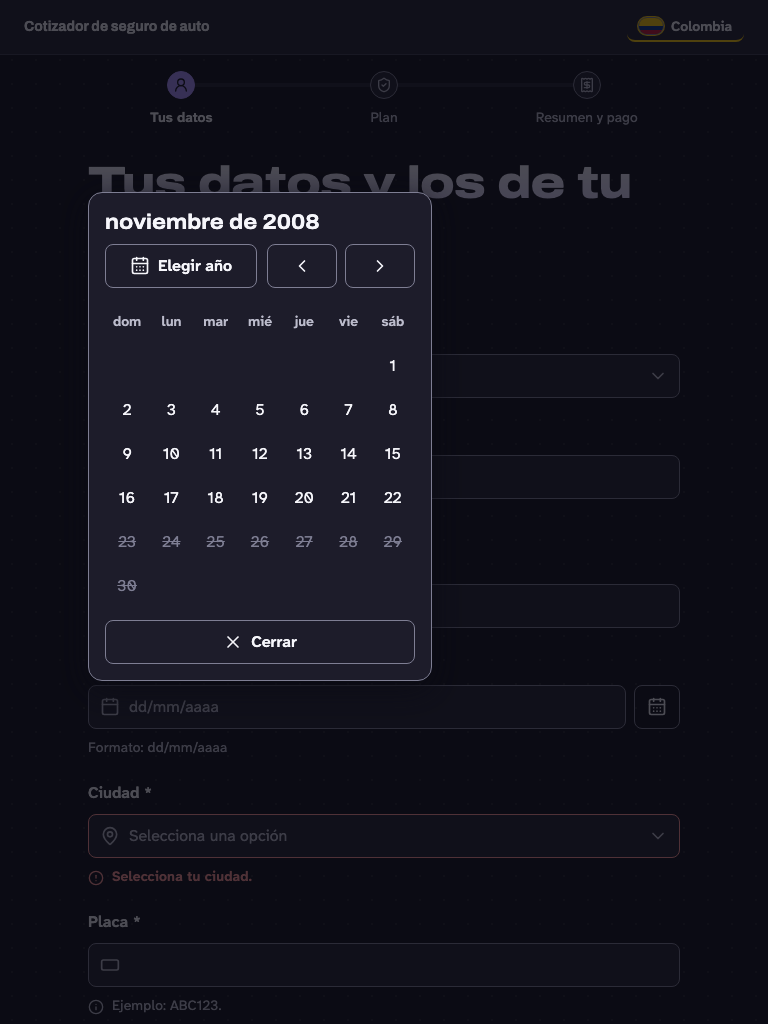 Cotizador de seguro de auto
Colombia
Tus datos
Plan
Resumen y pago
Tus datos y los de tu
noviembre de 2008
Elegir año
dom lun mar mié jue vie sáb
1
2 3 4 5 6 7 8
9 10 11 12 13 14 15
16 17 18 19 20 21 22
23 24 25 26 27 28 29
30
Cerrar
dd/mm/aaaa
Formato: dd/mm/aaaa
Ciudad *
Selecciona una opción
Selecciona tu ciudad.
Placa *
Ejemplo: ABC123.